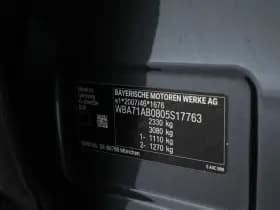 BAYERISCHE MOTOREN WERKE AG
e1*2007/46*1676
WBA71AB0805S17763
2330 kg
3080 kg
1- 1110 kg
2- 1270 kg